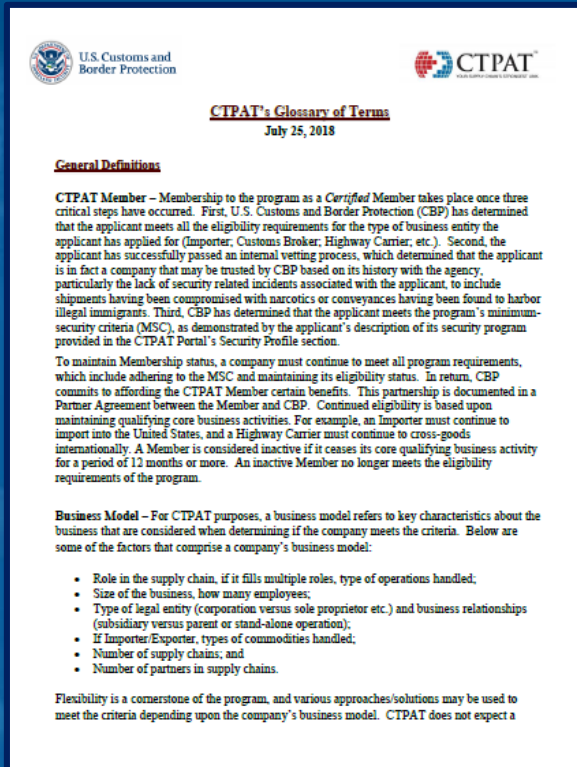 U.S. Customs and
Border Protection
CTPAT
YOUR SUPPLY CHAIN'S STRONGEST LINK.
CTPAT's Glossary of Terms
July 25, 2018
General Definitions
CTPAT Member – Membership to the program as a Certified Member takes place once three
critical steps have occurred. First, U.S. Customs and Border Protection (CBP) has determined
that the applicant meets all the eligibility requirements for the type of business entity the
applicant has applied for (Importer; Customs Broker; Highway Carrier; etc.). Second, the
applicant has successfully passed an internal vetting process, which determined that the applicant
is in fact a company that may be trusted by CBP based on its history with the agency,
particularly the lack of security related incidents associated with the applicant, to include
shipments having been compromised with narcotics or conveyances having been found to harbor
illegal immigrants. Third, CBP has determined that the applicant meets the program's minimum-
security criteria (MSC), as demonstrated by the applicant's description of its security program
provided in the CTPAT Portal's Security Profile section.
To maintain Membership status, a company must continue to meet all program requirements,
which include adhering to the MSC and maintaining its eligibility status. In return, CBP
commits to affording the CTPAT Member certain benefits. This partnership is documented in a
Partner Agreement between the Member and CBP. Continued eligibility is based upon
maintaining qualifying core business activities. For example, an Importer must continue to
import into the United States, and a Highway Carrier must continue to cross-goods
internationally. A Member is considered inactive if it ceases its core qualifying business activity
for a period of 12 months or more. An inactive Member no longer meets the eligibility
requirements of the program.
Business Model – For CTPAT purposes, a business model refers to key characteristics about the
business that are considered when determining if the company meets the criteria. Below are
some of the factors that comprise a company's business model:
• Role in the supply chain, if it fills multiple roles, type of operations handled;
• Size of the business, how many employees;
• Type of legal entity (corporation versus sole proprietor etc.) and business relationships
(subsidiary versus parent or stand-alone operation);
• If Importer/Exporter, types of commodities handled;
• Number of supply chains; and
• Number of partners in supply chains.
Flexibility is a cornerstone of the program, and various approaches/solutions may be used to
meet the criteria depending upon the company's business model. CTPAT does not expect a